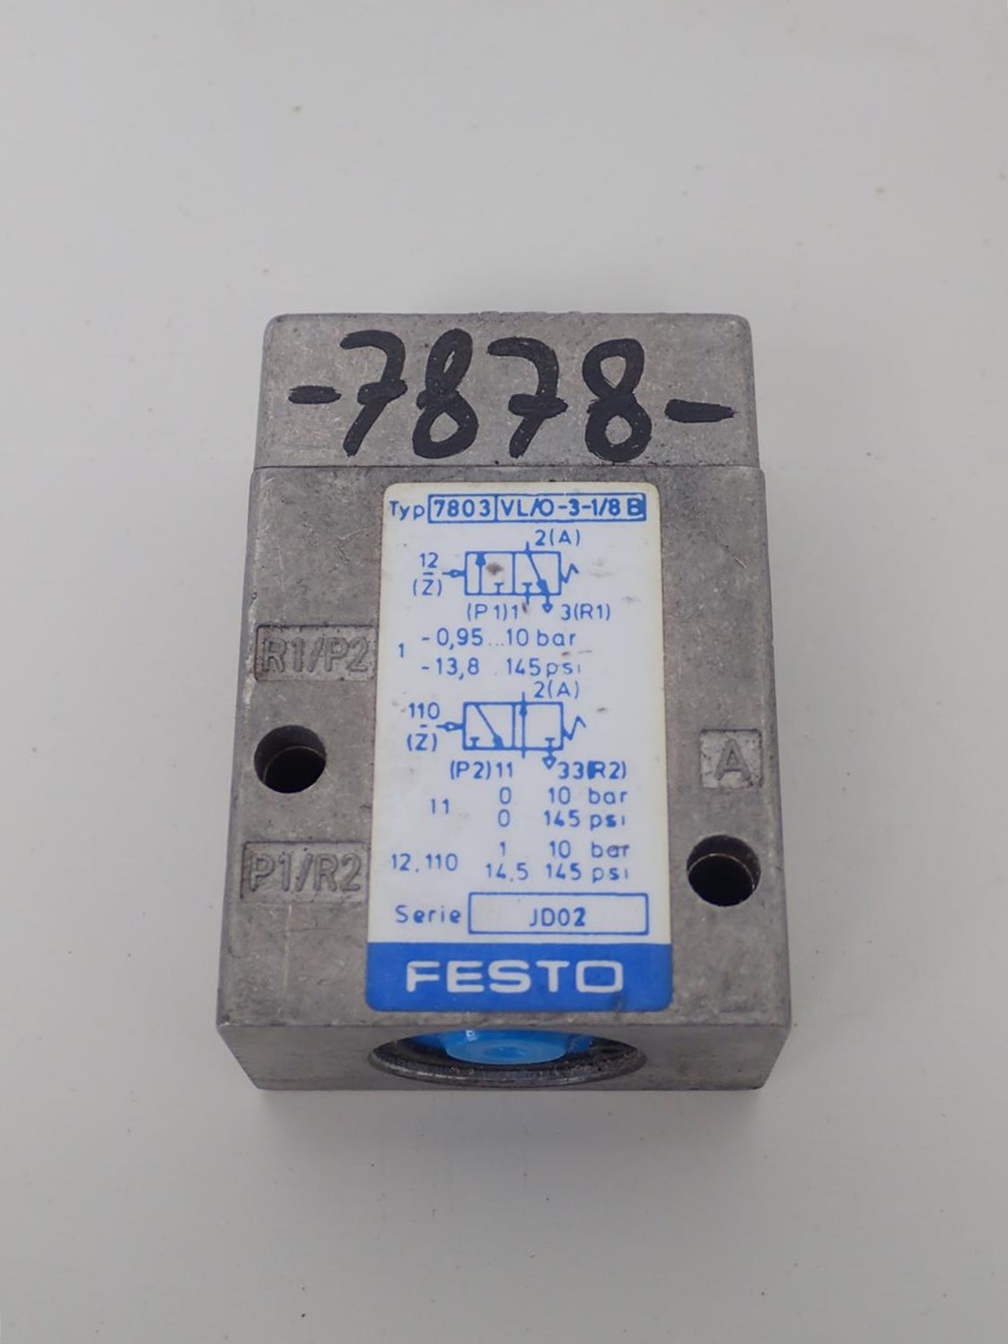 -7878-
Typ 7803 VL/O-3-1/8 B
2(A)
12
(Z)
(P1)1 3(R1)
1 -0,95...10 bar
-13,8 145 psi
2(A)
110
(Z)
(P2)11 33(R2)
11 0 10 bar
0 145 psi
12,110 1 10 bar
14,5 145 psi
Serie JD02
FESTO
R1/P2
A
P1/R2